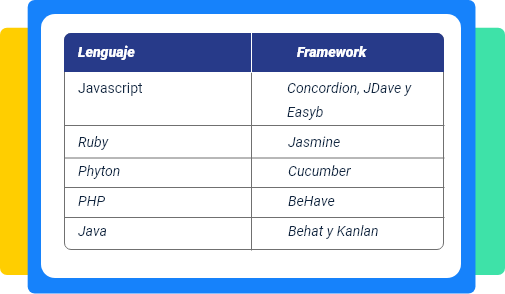 Lenguaje Framework
Javascript Concordion, JDave y
Easyb
Ruby Jasmine
Phyton Cucumber
PHP BeHave
Java Behat y Kanlan